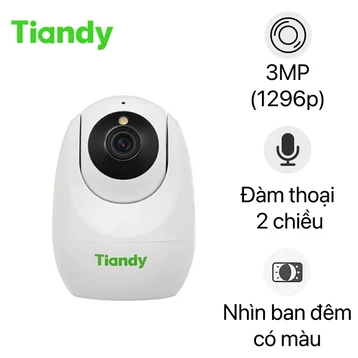 Tiandy
3MP
(1296p)
Đàm thoại
2 chiều
Tiandy
Nhìn ban đêm
có màu